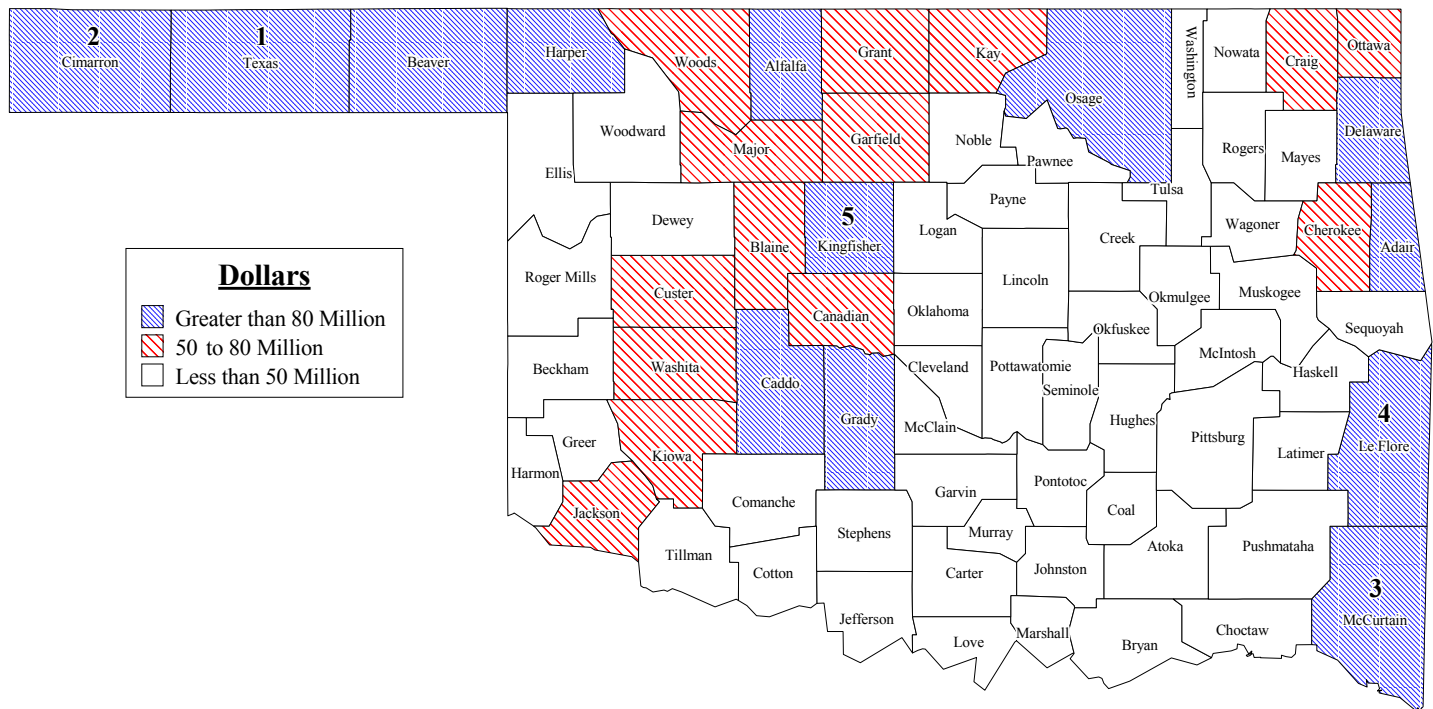 2
Cimarron
1
Texas
Beaver
Harper
Woods
Alfalfa
Grant
Kay
Osage
Washington
Nowata
Craig
Ottawa
Delaware
Ellis
Woodward
Major
Garfield
Noble
Pawnee
Rogers
Mayes
Tulsa
Dewey
Blaine
5
Kingfisher
Logan
Payne
Creek
Wagoner
Cherokee
Adair
Roger Mills
Custer
Canadian
Oklahoma
Lincoln
Okmulgee
Muskogee
Okfuskee
Sequoyah
Beckham
Washita
Caddo
Grady
Cleveland
Pottawatomie
Seminole
McIntosh
Haskell
McClain
Hughes
Pittsburg
4
Le Flore
Latimer
Harmon
Greer
Kiowa
Jackson
Comanche
Stephens
Garvin
Pontotoc
Coal
Murray
Tillman
Cotton
Carter
Johnston
Atoka
Pushmataha
Jefferson
Love
Marshall
Bryan
Choctaw
3
McCurtain
Dollars
Greater than 80 Million
50 to 80 Million
Less than 50 Million